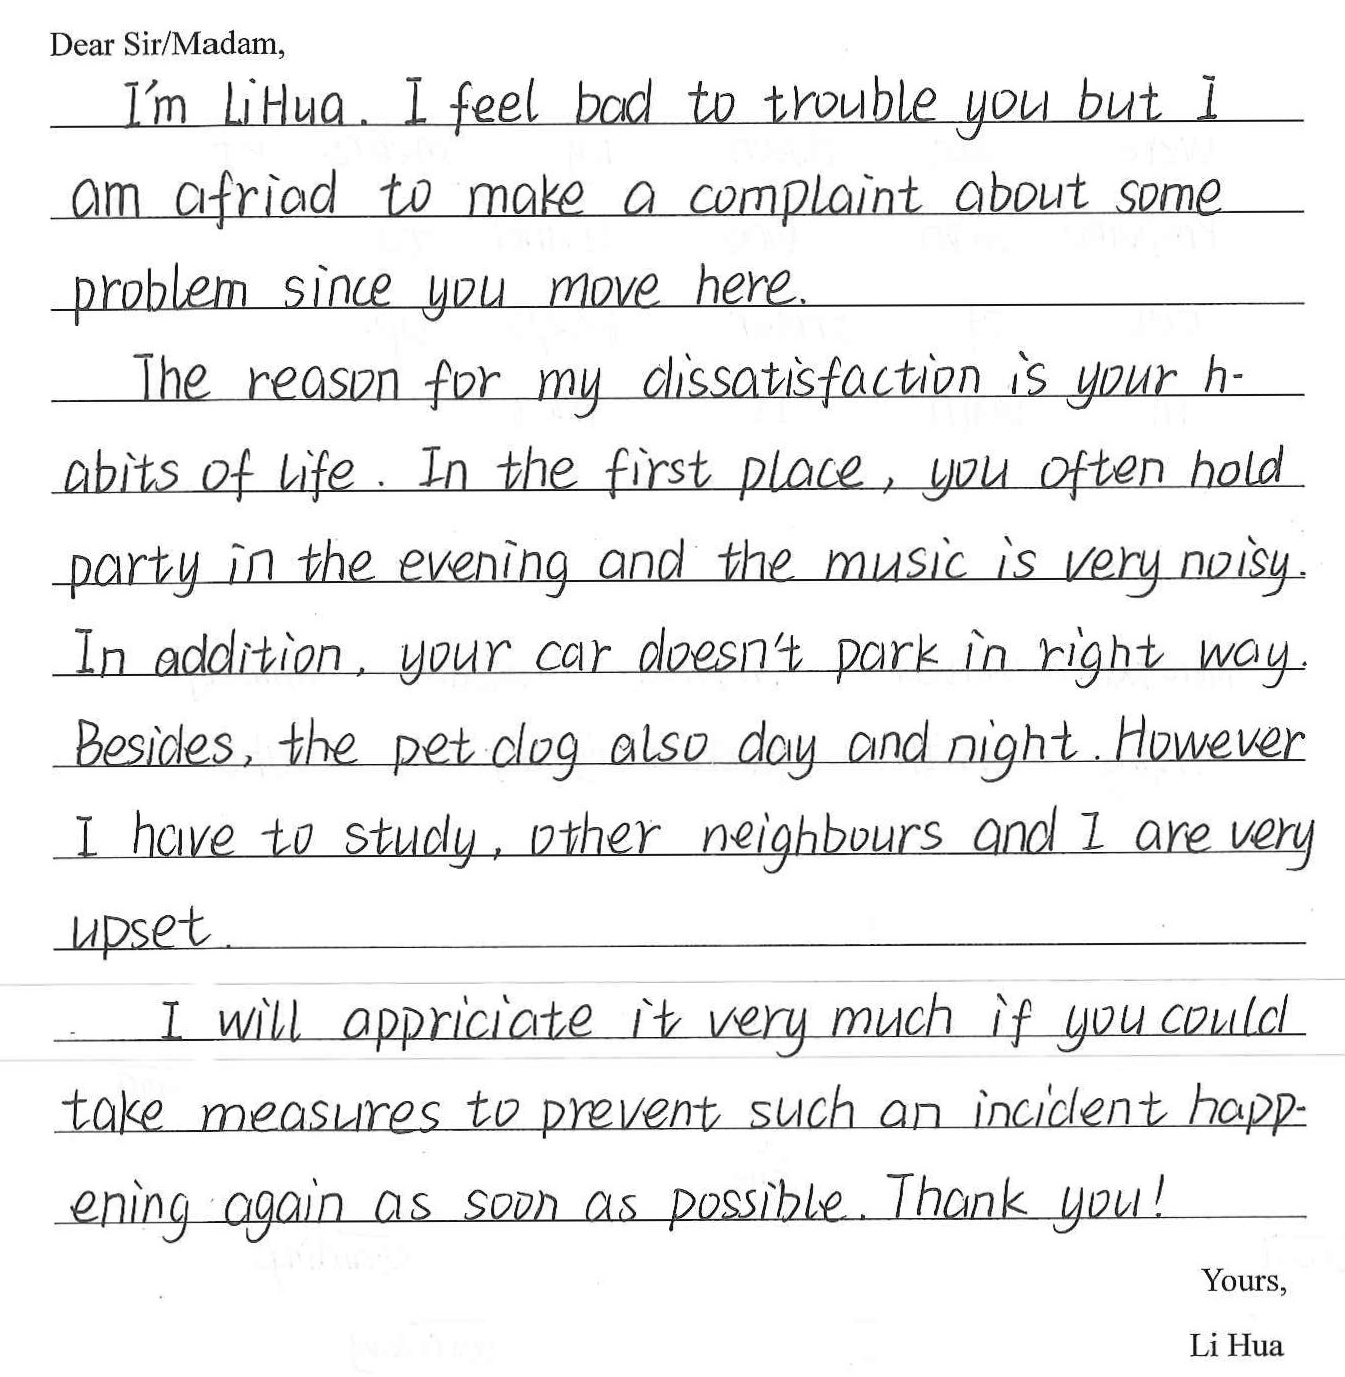 Dear Sir/Madam,
I'm LiHua. I feel bad to trouble you but I
am afriad to make a complaint about some
problem since you move here.
The reason for my dissatisfaction is your h-
abits of life. In the first place, you often hold
party in the evening and the music is very noisy.
In addition, your car doesn't park in right way.
Besides, the pet dog also day and night. However
I have to study, other neighbours and I are very
upset.
I will appriciate it very much if you could
take measures to prevent such an incident happ-
ening again as soon as possible. Thank you!
Yours,
Li Hua